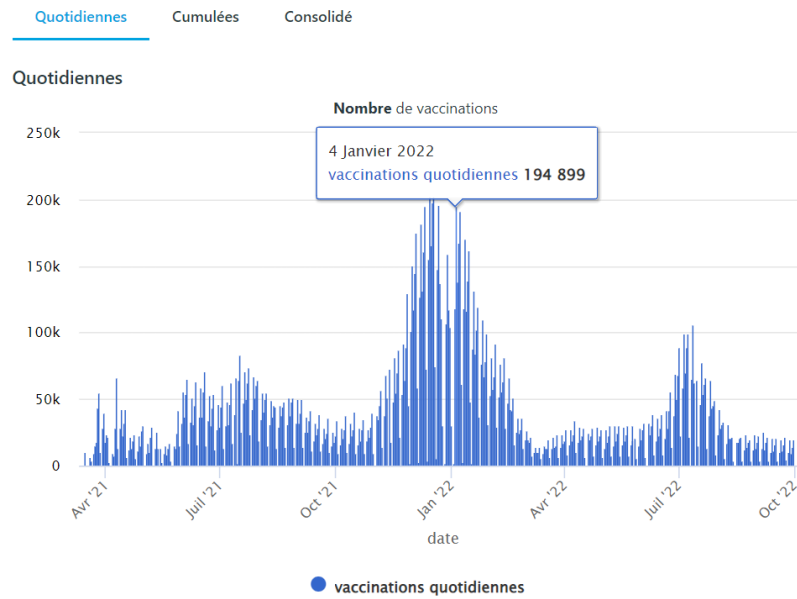 Quotidiennes Cumulées Consolidé
Quotidiennes
Nombre de vaccinations
250k
4 Janvier 2022
vaccinations quotidiennes 194 899
200k
150k
100k
50k
0
Avr '21 Juil '21 Oct '21 Jan '22 Avr '22 Juil '22 Oct '22
date
vaccinations quotidiennes